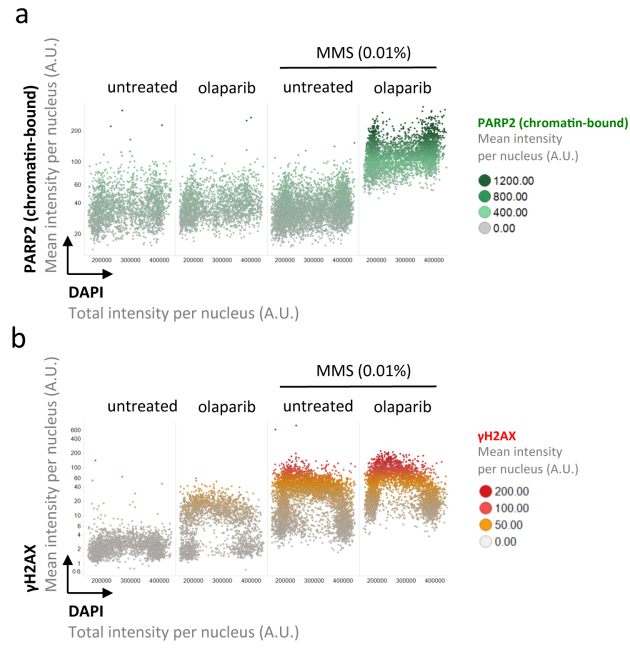 a
MMS (0.01%)
untreated olaparib untreated olaparib
PARP2 (chromatin-bound)
Mean intensity per nucleus (A.U.)
200
100
60
40
20
200000 300000 400000 200000 300000 400000 200000 300000 400000 200000 300000 400000
DAPI
Total intensity per nucleus (A.U.)
PARP2 (chromatin-bound)
Mean intensity
per nucleus (A.U.)
1200.00
800.00
400.00
0.00
b
MMS (0.01%)
untreated olaparib untreated olaparib
γH2AX
Mean intensity per nucleus (A.U.)
600
400
200
100
60
40
20
10
6
4
2
1
0.6
200000 300000 400000 200000 300000 400000 200000 300000 400000 200000 300000 400000
DAPI
Total intensity per nucleus (A.U.)
γH2AX
Mean intensity
per nucleus (A.U.)
200.00
100.00
50.00
0.00